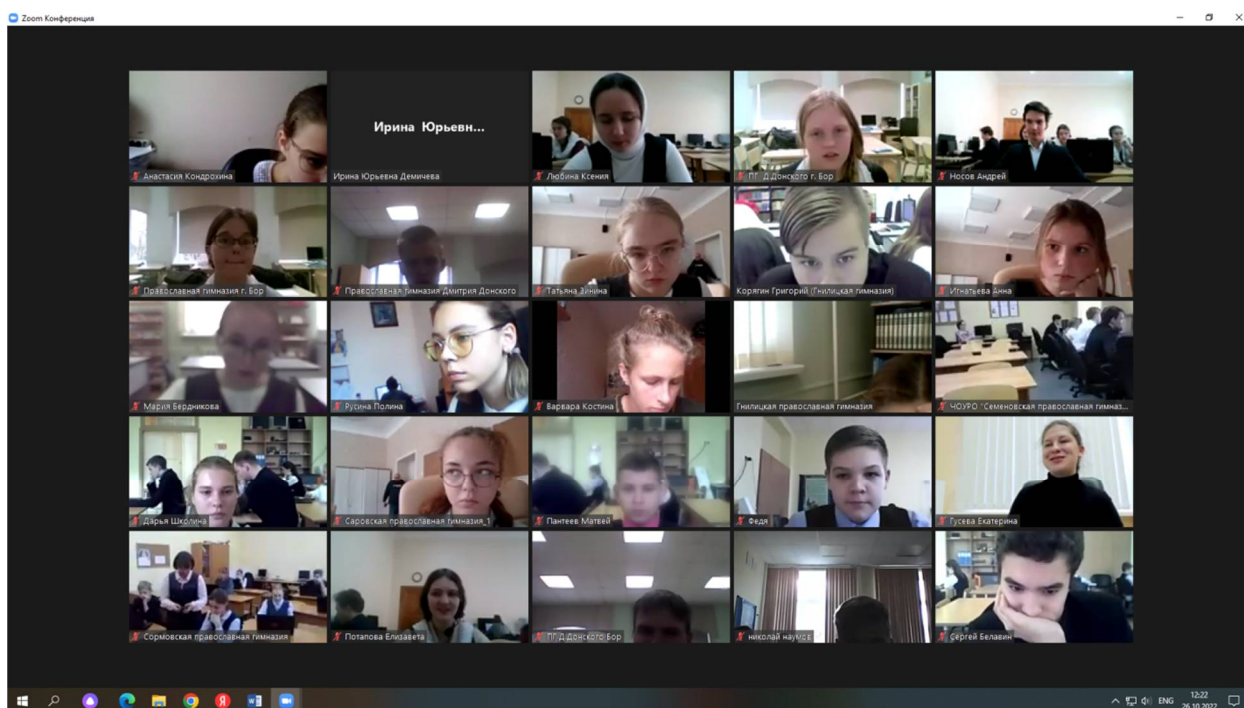 Zoom Конференция
Анастасия Кондрохина
Ирина Юрьевн...
Ирина Юрьевна Демичева
Любина Ксения
ПГ Д.Донского г. Бор
Носов Андрей
Православная гимназия г. Бор
Православная гимназия Дмитрия Донского
Татьяна Зинина
Корягин Григорий (Гнилицкая гимназия)
Игнатьева Анна
Мария Бердникова
Русина Полина
Варвара Костина
Гнилицкая православная гимназия
ЧОУРО "Семеновская православная гимназ...
Дарья Школина
Саровская православная гимназия_1
Пантеев Матвей
Федя
Гусева Екатерина
Сормовская православная гимназия
Потапова Елизавета
ПГ Д.Донского Бор
николай наумов
Сергей Белавин
ENG
12:22
26.10.2022